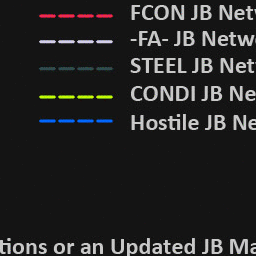 FCON JB Netw
-FA- JB Netwo
STEEL JB Netw
CONDI JB Ne
Hostile JB Ne
tions or an Updated JB Ma